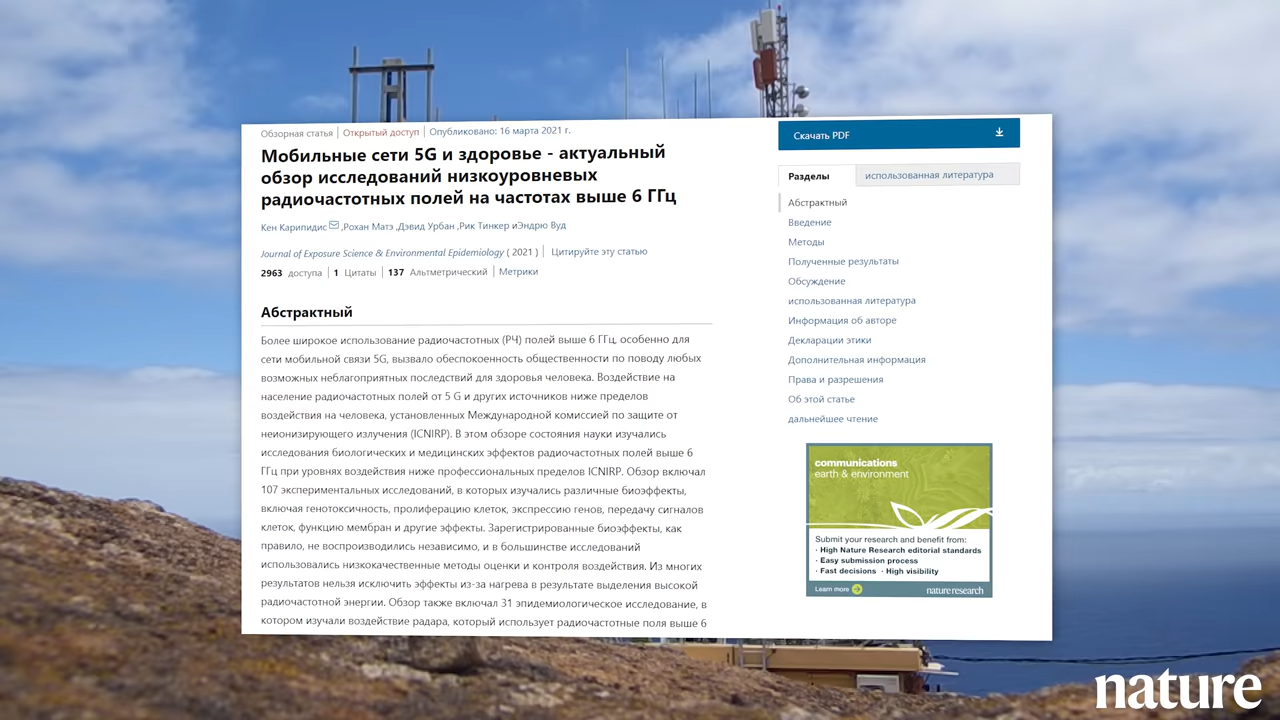 Обзорная статья | Открытый доступ | Опубликовано: 16 марта 2021 г.
Мобильные сети 5G и здоровье - актуальный
обзор исследований низкоуровневых
радиочастотных полей на частотах выше 6 ГГц
Кен Карипидис ,Рохан Матэ ,Дэвид Урбан ,Рик Тинкер иЭндрю Вуд
Journal of Exposure Science & Environmental Epidemiology ( 2021 ) | Цитируйте эту статью
2963 доступа | 1 Цитаты | 137 Альтметрический | Метрики
Абстрактный
Более широкое использование радиочастотных (РЧ) полей выше 6 ГГц, особенно для
сети мобильной связи 5G, вызвало обеспокоенность общественности по поводу любых
возможных неблагоприятных последствий для здоровья человека. Воздействие на
население радиочастотных полей от 5 G и других источников ниже пределов
воздействия на человека, установленных Международной комиссией по защите от
неионизирующего излучения (ICNIRP). В этом обзоре состояния науки изучались
исследования биологических и медицинских эффектов радиочастотных полей выше 6
ГГц при уровнях воздействия ниже профессиональных пределов ICNIRP. Обзор включал
107 экспериментальных исследований, в которых изучались различные биоэффекты,
включая генотоксичность, пролиферацию клеток, экспрессию генов, передачу сигналов
клеток, функцию мембран и другие эффекты. Зарегистрированные биоэффекты, как
правило, не воспроизводились независимо, и в большинстве исследований
использовались низкокачественные методы оценки и контроля воздействия. Из многих
результатов нельзя исключить эффекты из-за нагрева в результате выделения высокой
радиочастотной энергии. Обзор также включал 31 эпидемиологическое исследование, в
котором изучали воздействие радара, который использует радиочастотные поля выше 6
Скачать PDF
Разделы
использованная литература
Абстрактный
Введение
Методы
Полученные результаты
Обсуждение
использованная литература
Информация об авторе
Декларации этики
Дополнительная информация
Права и разрешения
Об этой статье
дальнейшее чтение
communications
earth & environment
Submit your research and benefit from:
· High Nature Research editorial standards
· Easy submission process
· Fast decisions · High visibility
Learn more
natureresearch
nature